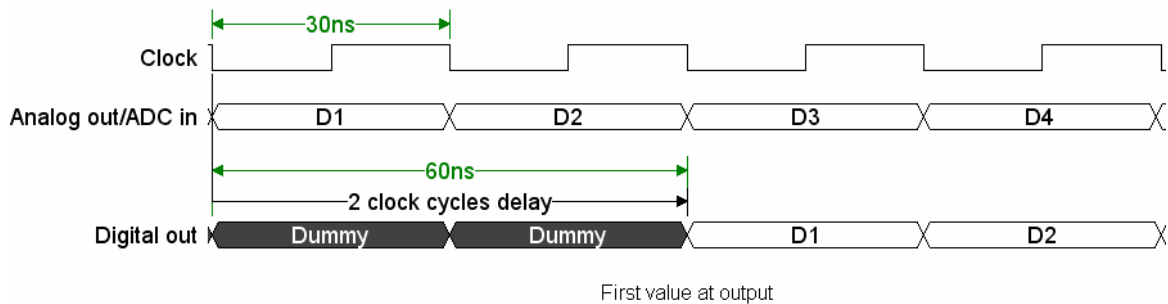 30ns
Clock
Analog out/ADC in D1 D2 D3 D4
60ns
2 clock cycles delay
Digital out Dummy Dummy D1 D2
First value at output